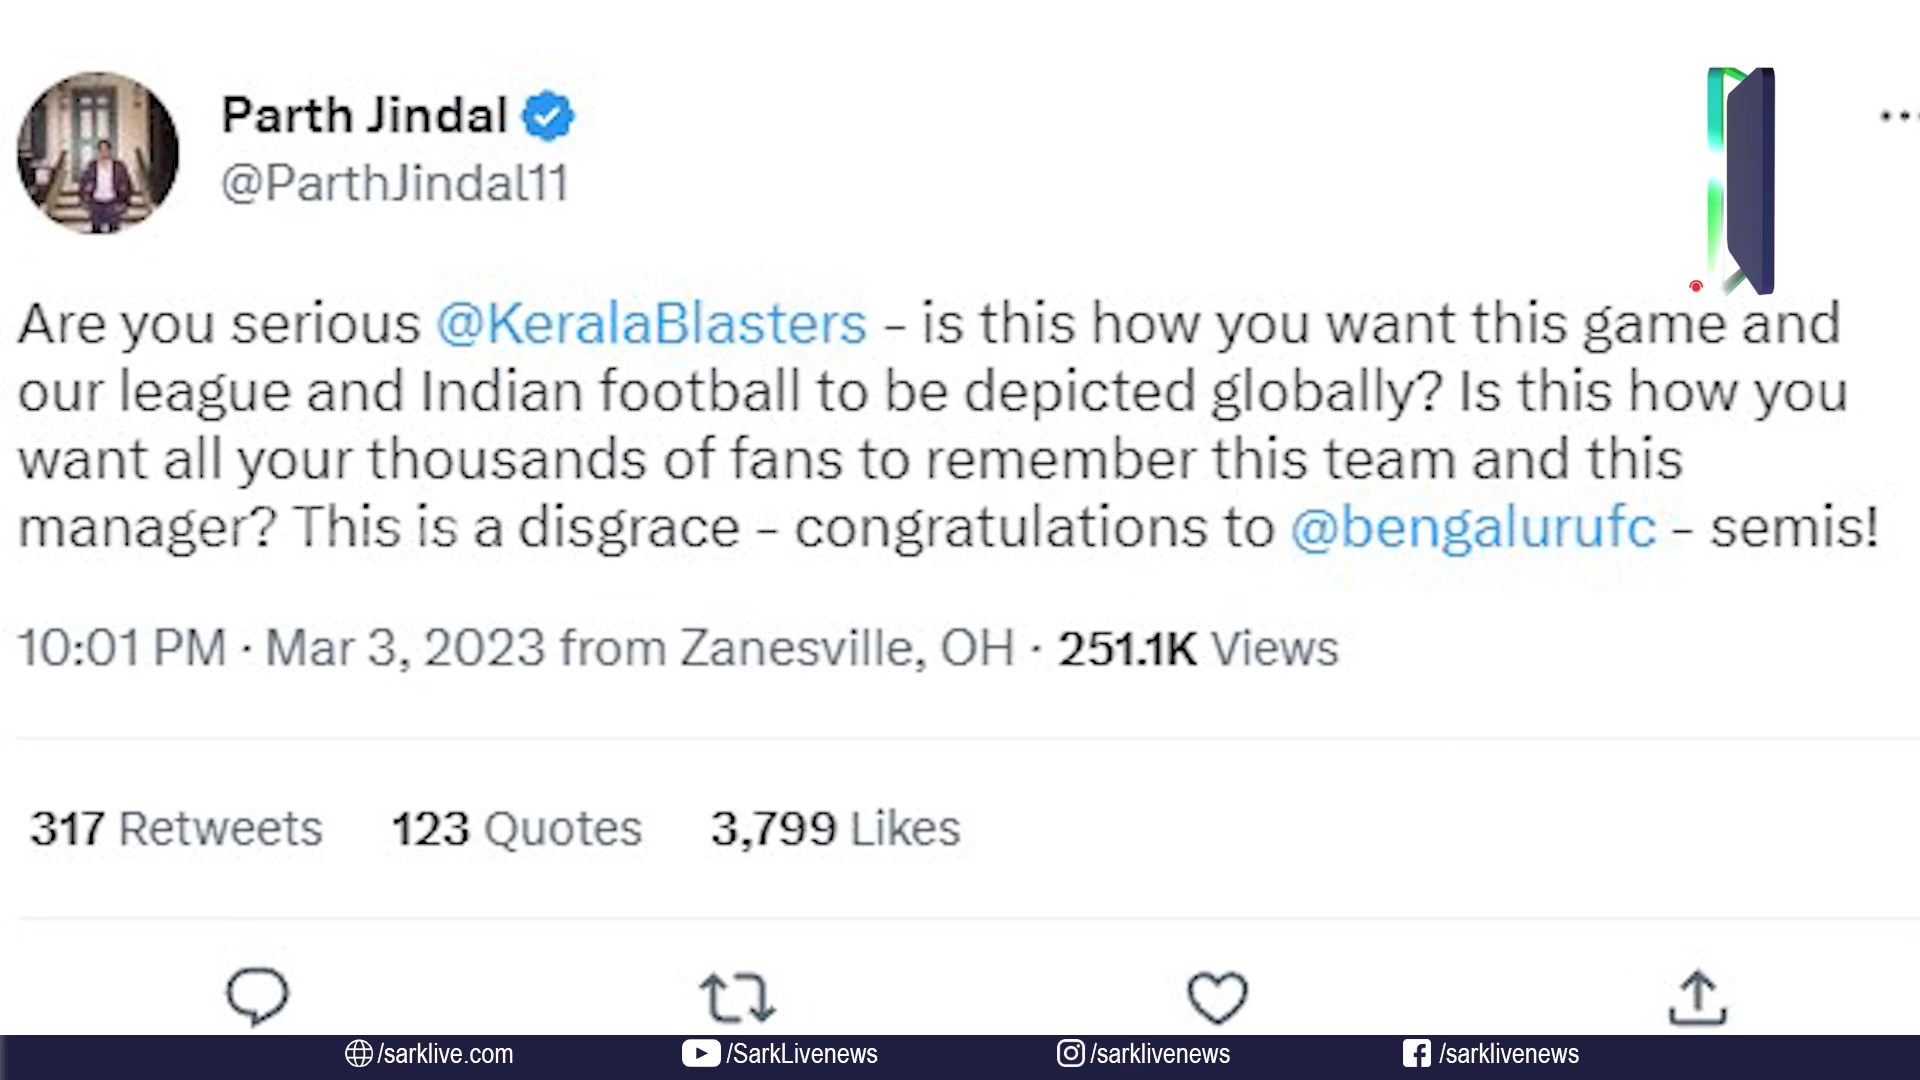 Parth Jindal
@ParthJindal11
Are you serious @KeralaBlasters – is this how you want this game and
our league and Indian football to be depicted globally? Is this how you
want all your thousands of fans to remember this team and this
manager? This is a disgrace – congratulations to @bengalurufc – semis!
10:01 PM · Mar 3, 2023 from Zanesville, OH · 251.1K Views
317 Retweets 123 Quotes 3,799 Likes
/sarklive.com /SarkLivenews /sarklivenews /sarklivenews